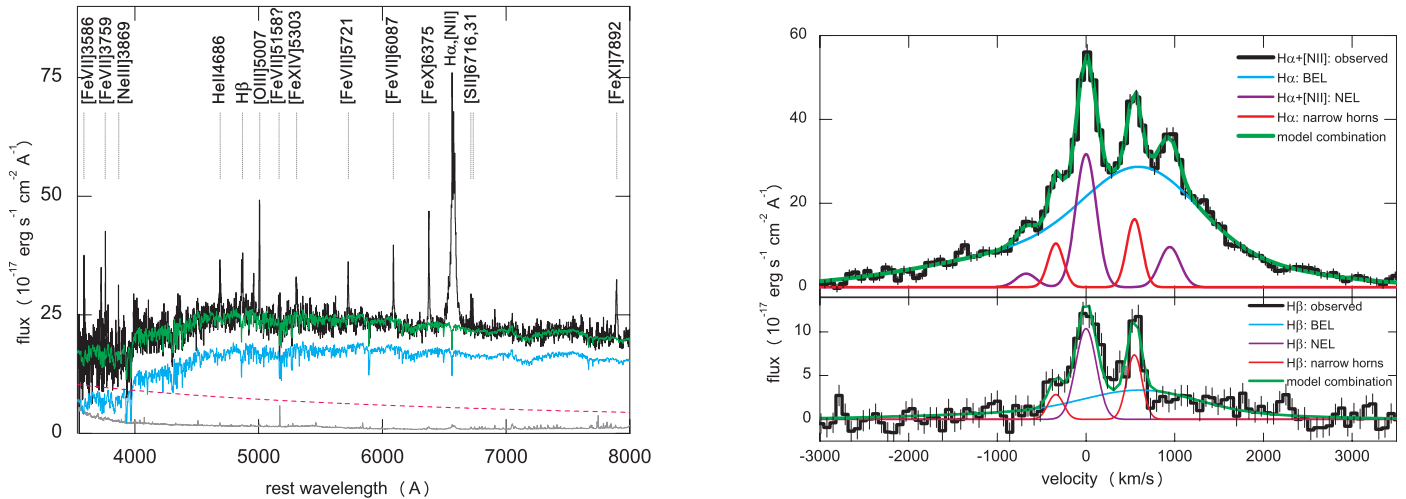 [FeVII]3586
[FeVII]3759
[NeIII]3869
HeII4686
Hβ
[OIII]5007
[FeVII]5158?
[FeXIV]5303
[FeVII]5721
[FeVII]6087
[FeX]6375
Hα,[NII]
[SII]6716,31
[FeXI]7892
75
50
25
0
flux (10⁻¹⁷ erg s⁻¹ cm⁻² A⁻¹)
4000 5000 6000 7000 8000
rest wavelength (A)
60
40
20
0
Hα+[NII]: observed
Hα: BEL
Hα+[NII]: NEL
Hα: narrow horns
model combination
10
5
0
Hβ: observed
Hβ: BEL
Hβ: NEL
Hβ: narrow horns
model combination
flux (10⁻¹⁷ erg s⁻¹ cm⁻² A⁻¹)
-3000 -2000 -1000 0 1000 2000 3000
velocity (km/s)